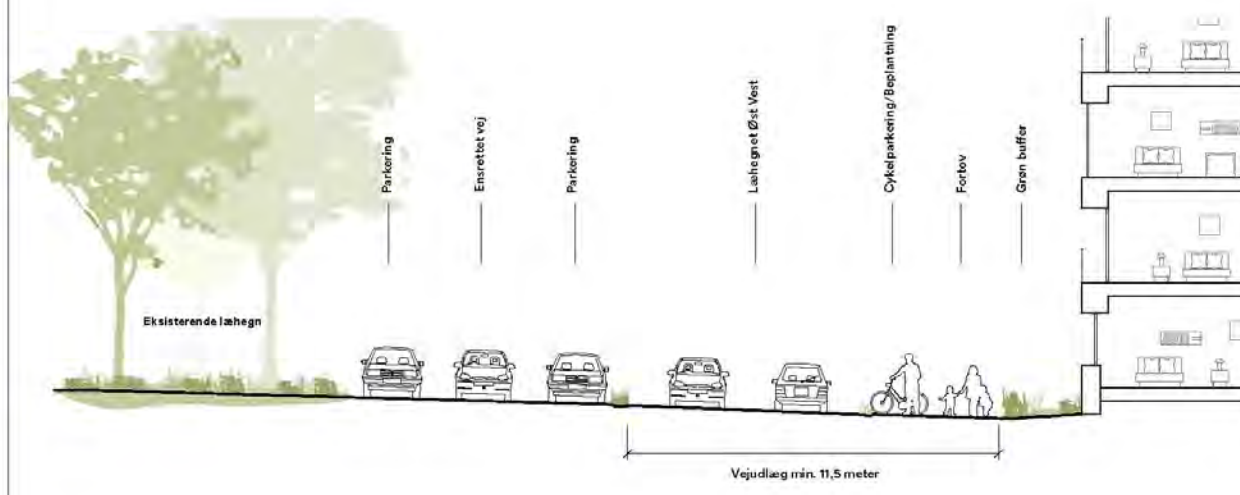 Parkering
Ensrettet vej
Parkering
Læhegnet Øst Vest
Cykelparkering/Beplantning
Fortov
Grøn buffer
Eksisterende læhegn
Vejudlæg min. 11,5 meter